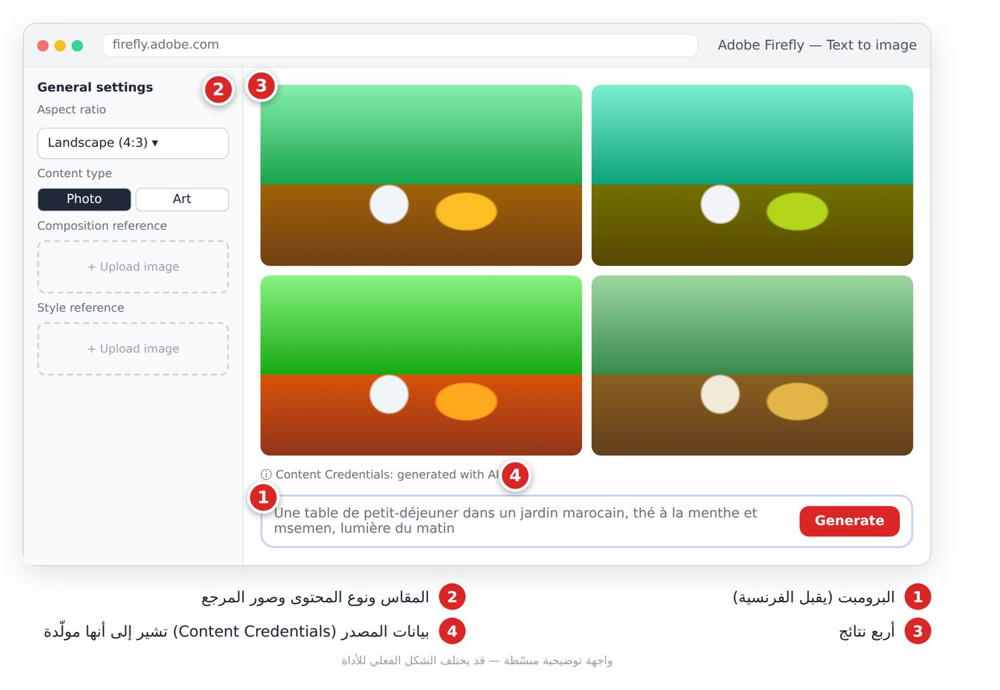 firefly.adobe.com
Adobe Firefly — Text to image
General settings
2
3
Aspect ratio
Landscape (4:3) ▾
Content type
Photo
Art
Composition reference
+ Upload image
Style reference
+ Upload image
ⓘ Content Credentials: generated with AI
4
1
Une table de petit-déjeuner dans un jardin marocain, thé à la menthe et
msemen, lumière du matin
Generate
1 البرومبت (يقبل الفرنسية)
2 المقاس ونوع المحتوى وصور المرجع
3 أربع نتائج
4 بيانات المصدر (Content Credentials) تشير إلى أنها مولّدة
واجهة توضيحية مبسّطة — قد يختلف الشكل الفعلي للأداة